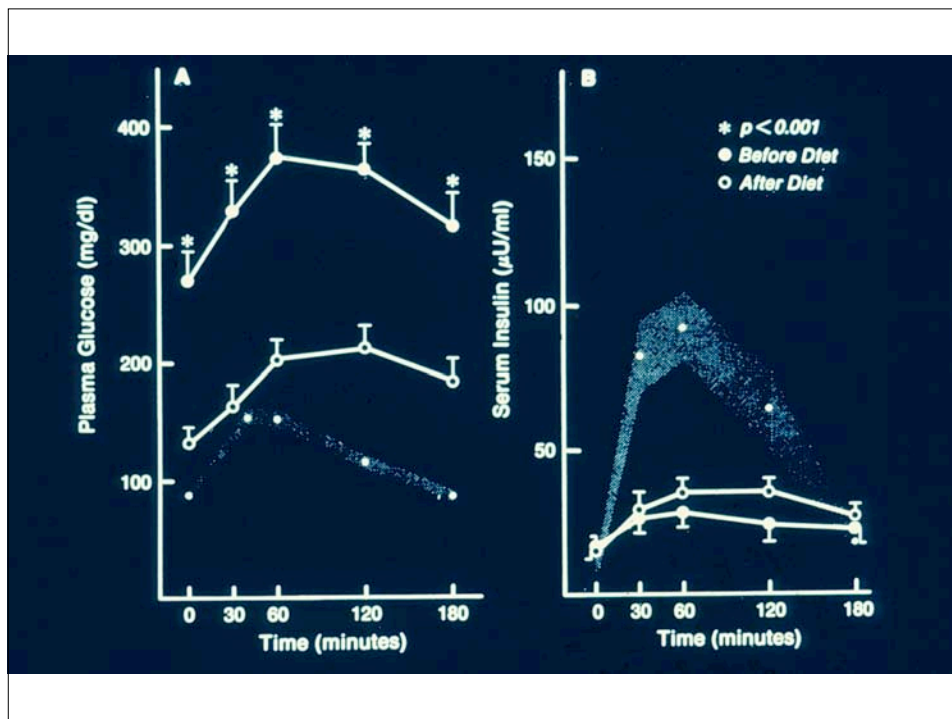 A
400
300
200
100
Plasma Glucose (mg/dl)
0 30 60 120 180
Time (minutes)
B
* p<0.001
Before Diet
After Diet
150
100
50
Serum Insulin (µU/ml)
0 30 60 120 180
Time (minutes)